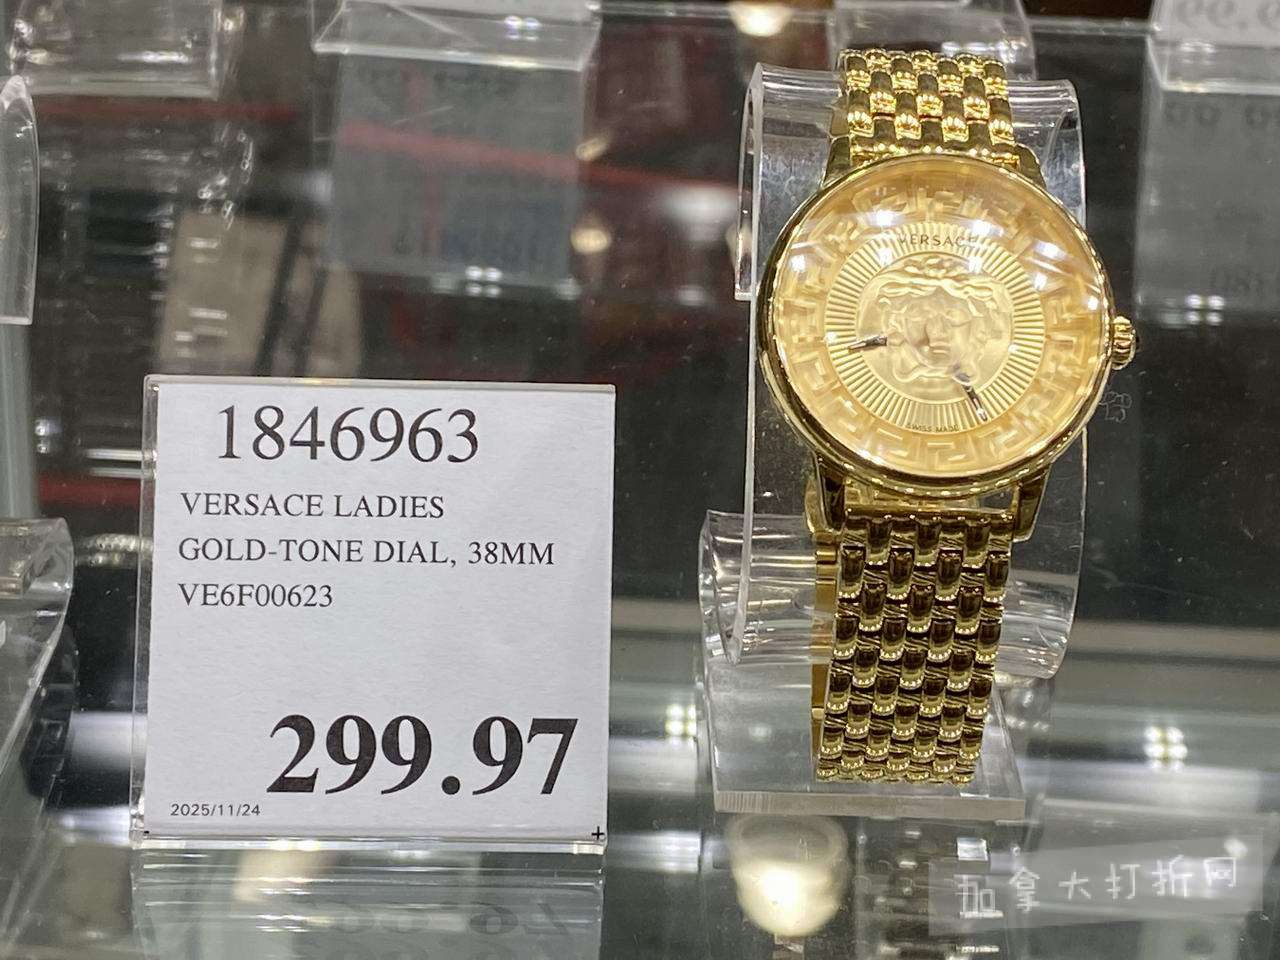 1846963
VERSACE LADIES
GOLD-TONE DIAL, 38MM
VE6F00623
299.97
2025/11/24
VERSACE
SWISS MADE
加拿大打折网